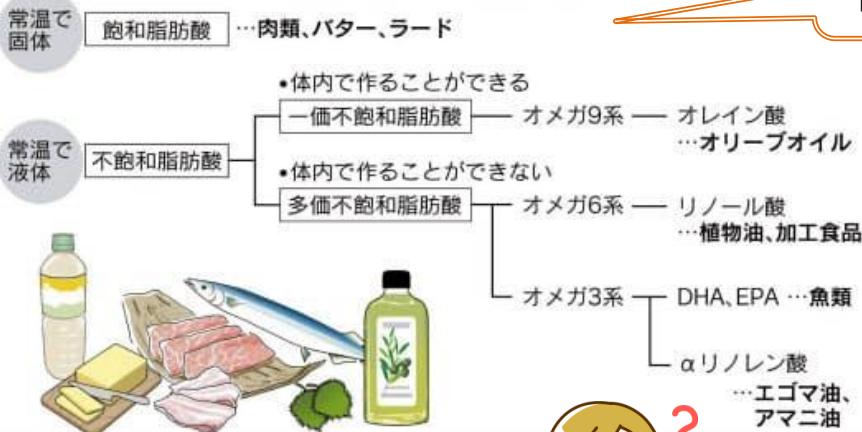 常温で
固体
飽和脂肪酸 …肉類、バター、ラード
•体内で作ることができる
一価不飽和脂肪酸 オメガ9系 オレイン酸
…オリーブオイル
常温で
液体
不飽和脂肪酸
•体内で作ることができない
多価不飽和脂肪酸 オメガ6系 リノール酸
…植物油、加工食品
オメガ3系 DHA、EPA …魚類
αリノレン酸
…エゴマ油、
アマニ油
?